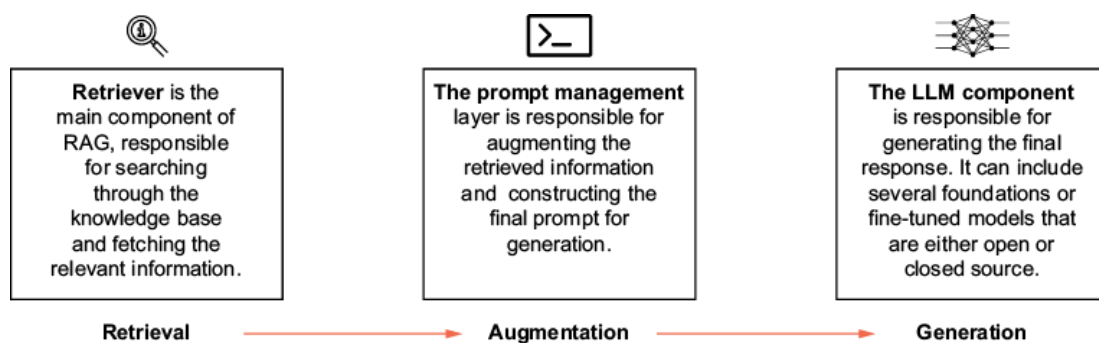 Retriever is the
main component of
RAG, responsible
for searching
through the
knowledge base
and fetching the
relevant information.
The prompt management
layer is responsible for
augmenting the
retrieved information
and constructing the
final prompt for
generation.
The LLM component
is responsible for
generating the final
response. It can include
several foundations or
fine-tuned models that
are either open or
closed source.
Retrieval
Augmentation
Generation